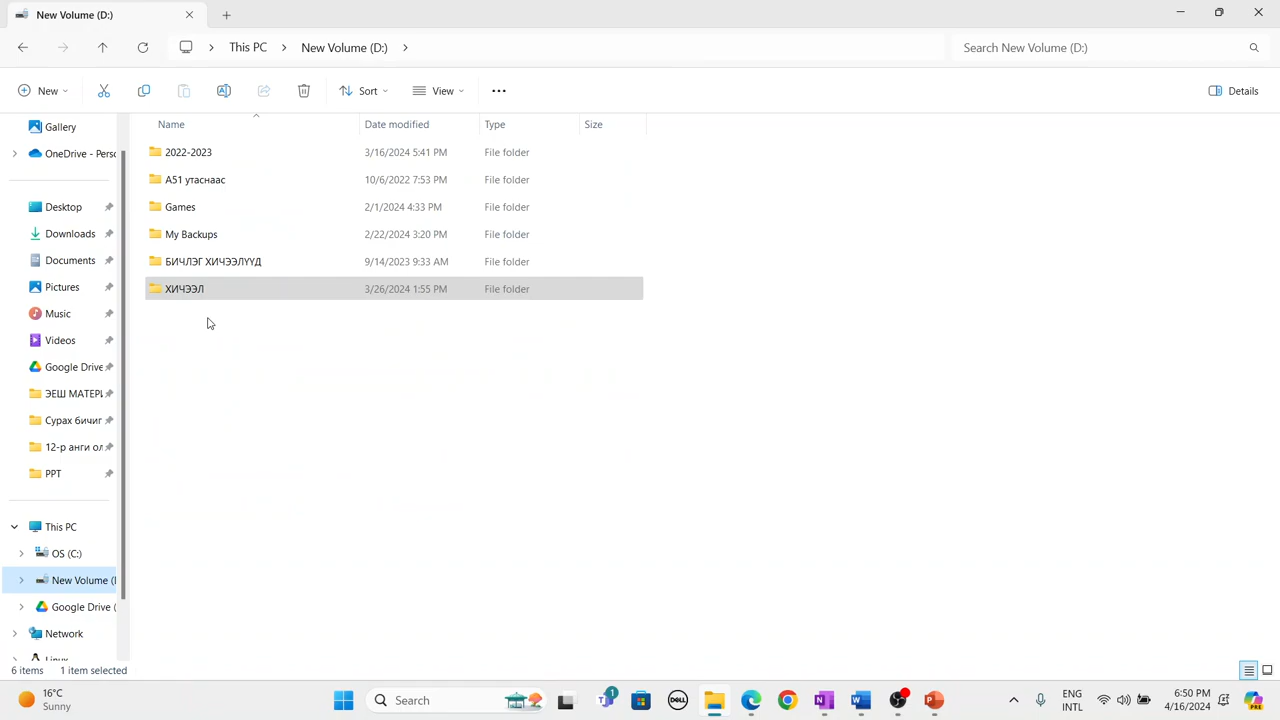 New Volume (D:)
This PC
New Volume (D:)
Search New Volume (D:)
New
Sort
View
Details
Gallery
OneDrive - Perso
Desktop
Downloads
Documents
Pictures
Music
Videos
Google Drive
ЭЕШ МАТЕРI
Сурах бичиг
12-р анги ол
PPT
This PC
OS (C:)
New Volume (I
Google Drive (
Network
Name Date modified Type Size
2022-2023 3/16/2024 5:41 PM File folder
A51 утаснаас 10/6/2022 7:53 PM File folder
Games 2/1/2024 4:33 PM File folder
My Backups 2/22/2024 3:20 PM File folder
БИЧЛЭГ ХИЧЭЭЛҮҮД 9/14/2023 9:33 AM File folder
ХИЧЭЭЛ 3/26/2024 1:55 PM File folder
6 items 1 item selected
16°C
Sunny
Search
1
DELL
ENG
INTL
6:50 PM
4/16/2024
PRE